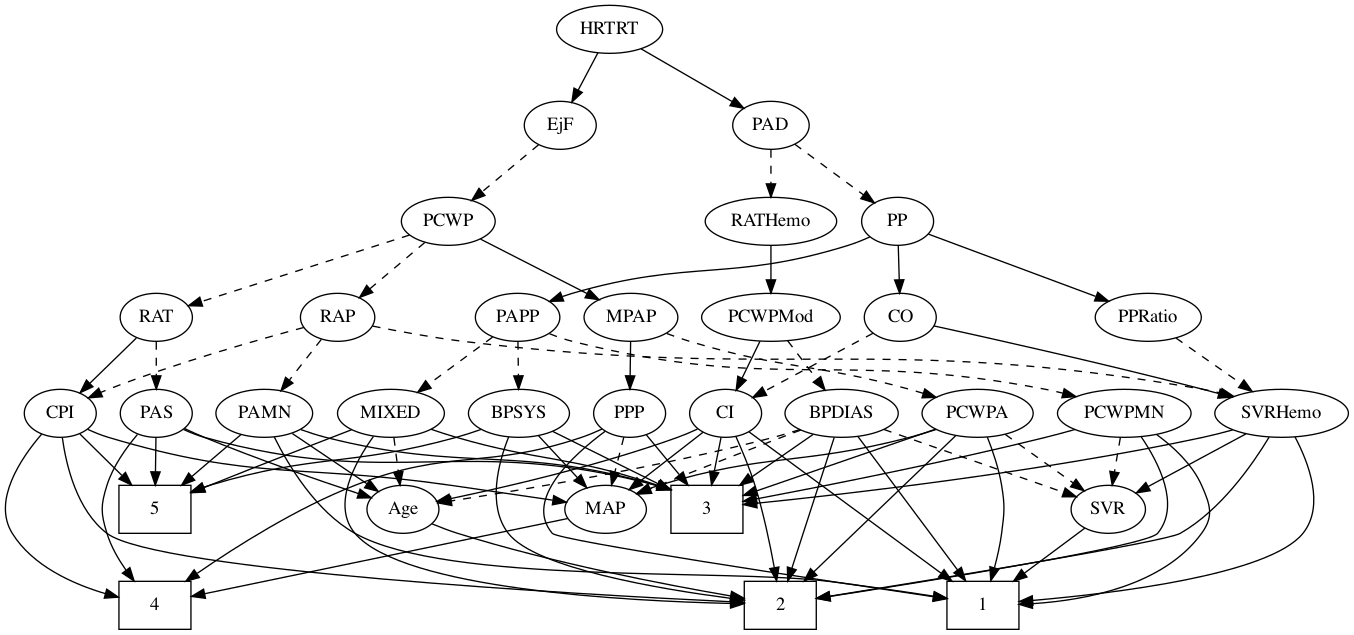 HRTRT
EjF
PAD
PCWP
RATHemo
PP
RAT
RAP
PAPP
MPAP
PCWPMod
CO
PPRatio
CPI
PAS
PAMN
MIXED
BPSYS
PPP
CI
BPDIAS
PCWPA
PCWPMN
SVRHemo
5
Age
MAP
3
SVR
4
2
1